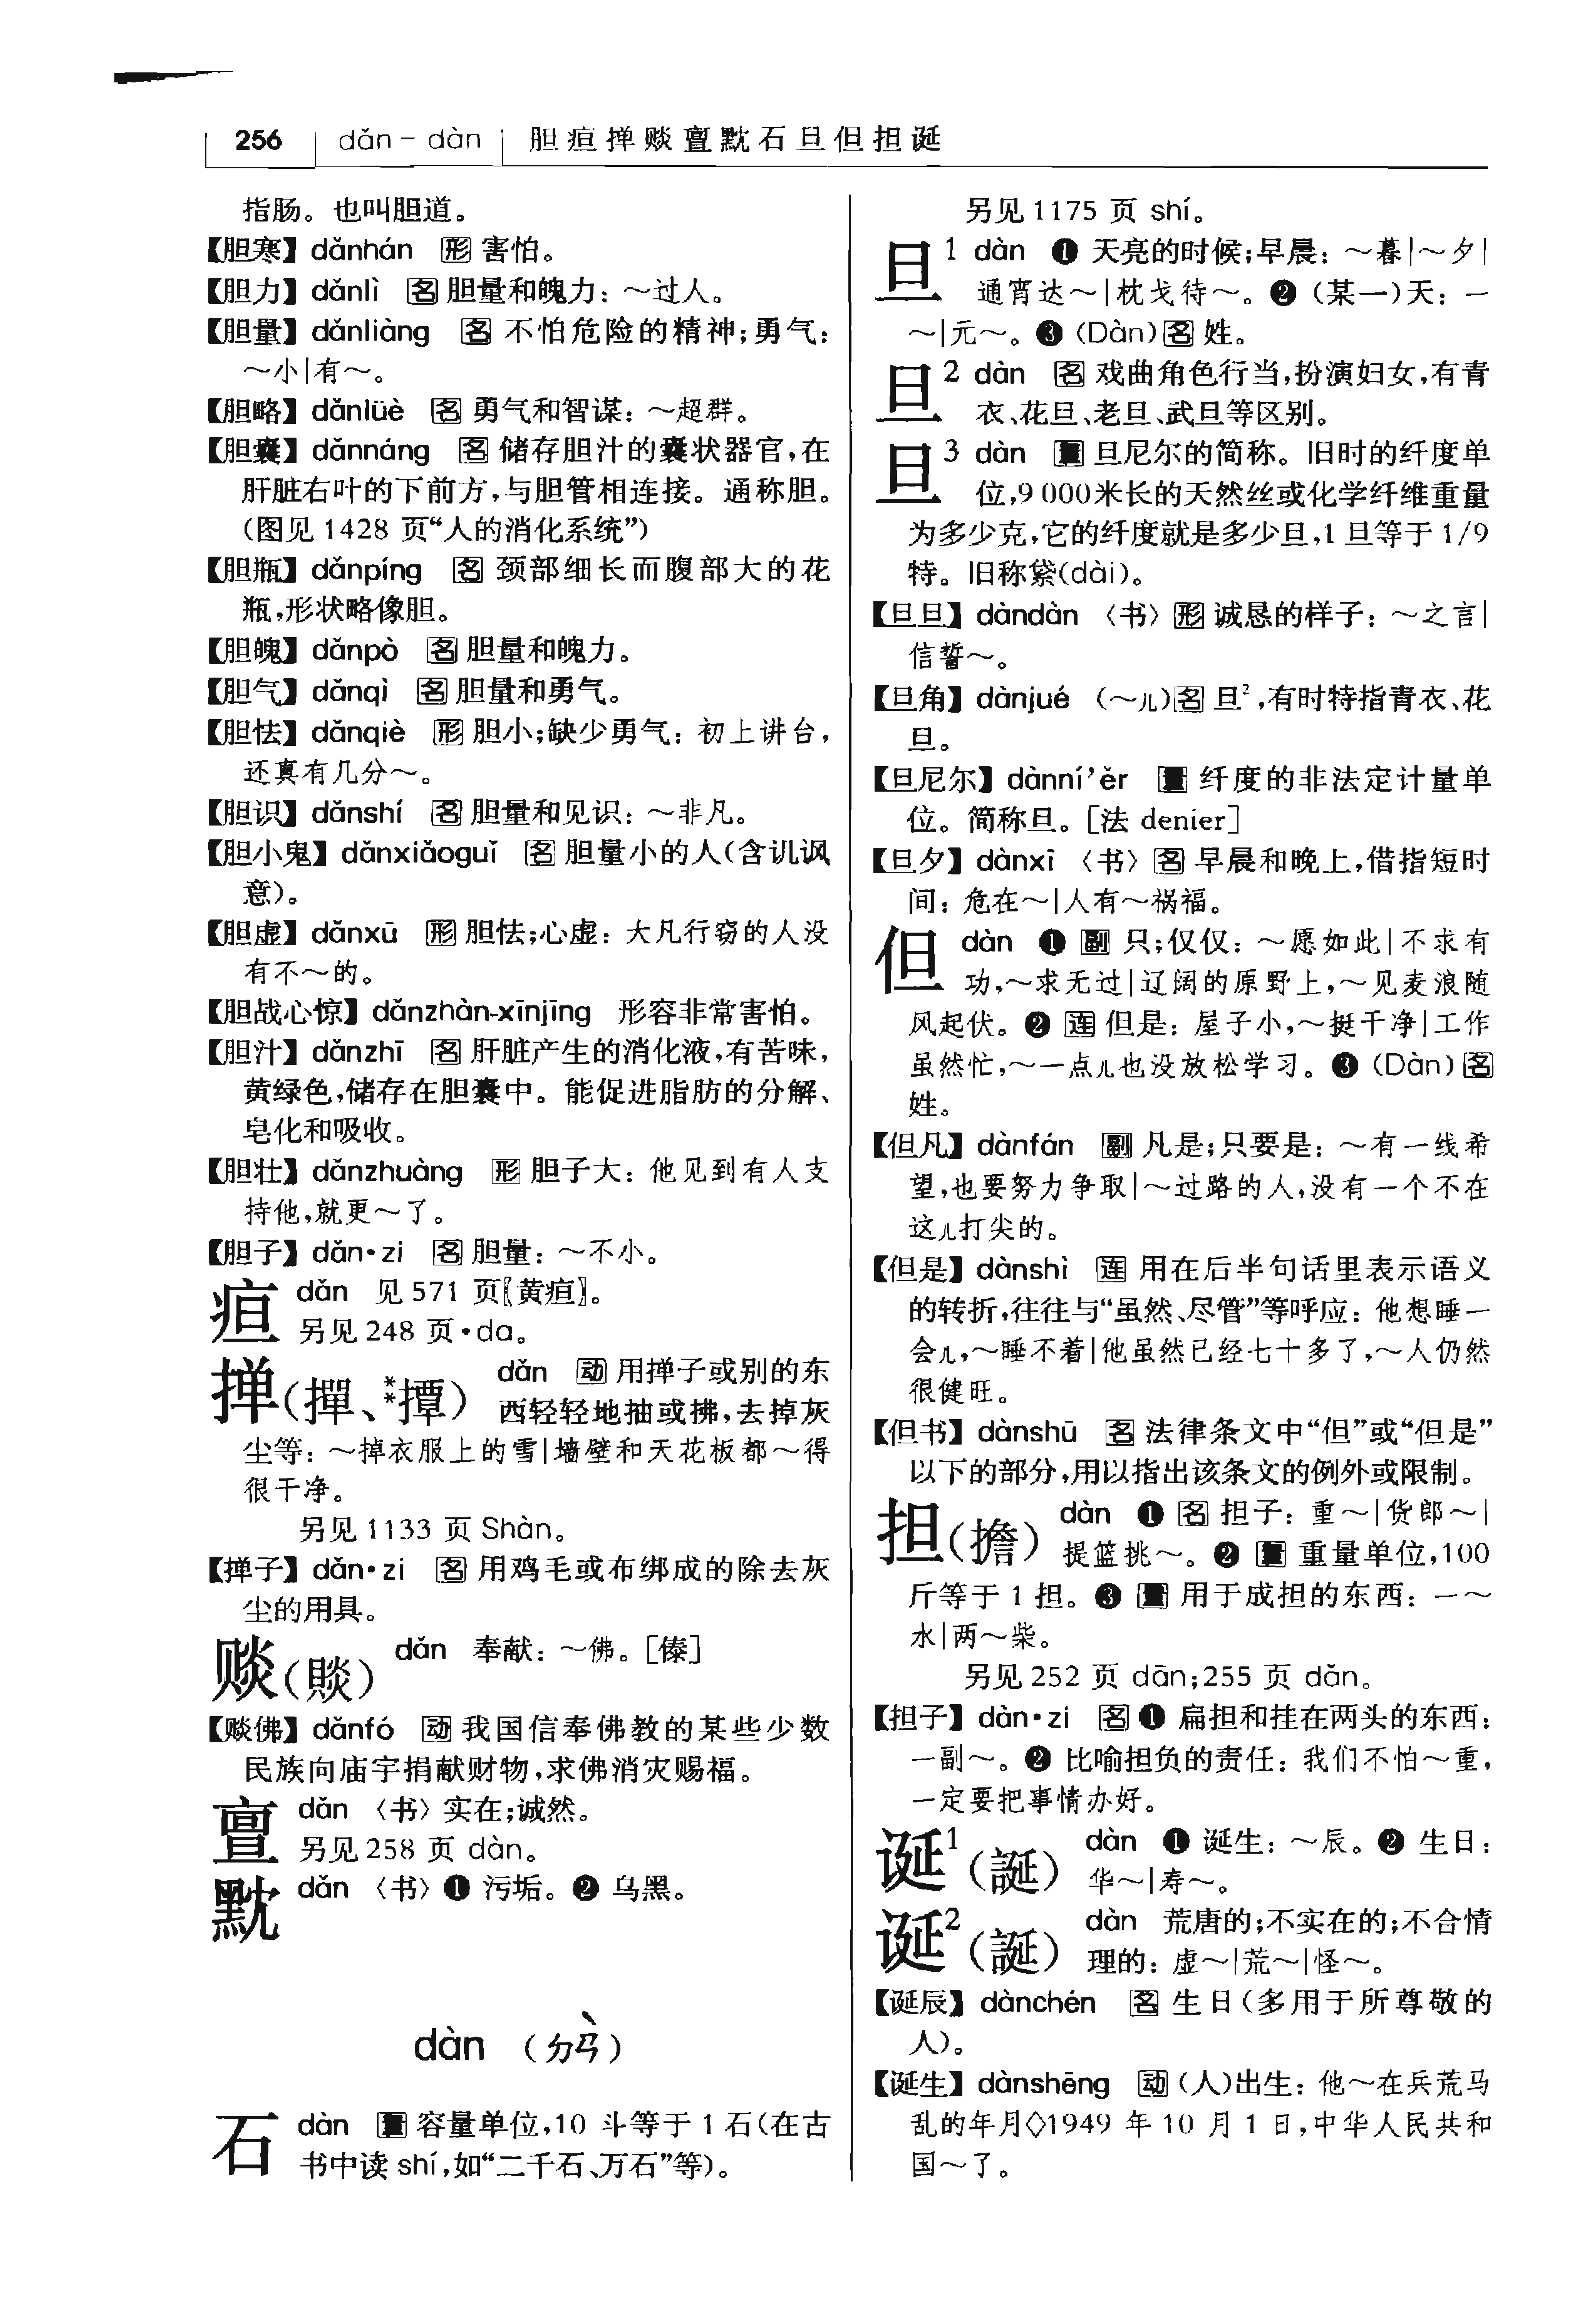 256 dǎn – dàn 胆疸掸赕亶黕石旦但担诞
指肠。也叫胆道。
【胆寒】dǎnhán 形 害怕。
【胆力】dǎnlì 名 胆量和魄力：～过人。
【胆量】dǎnliàng 名 不怕危险的精神；勇气：
～小|有～。
【胆略】dǎnlüè 名 勇气和智谋：～超群。
【胆囊】dǎnnáng 名 储存胆汁的囊状器官，在
肝脏右叶的下前方，与胆管相连接。通称胆。
（图见 1428 页“人的消化系统”）
【胆瓶】dǎnpíng 名 颈部细长而腹部大的花
瓶，形状略像胆。
【胆魄】dǎnpò 名 胆量和魄力。
【胆气】dǎnqì 名 胆量和勇气。
【胆怯】dǎnqiè 形 胆小；缺少勇气：初上讲台，
还真有几分～。
【胆识】dǎnshí 名 胆量和见识：～非凡。
【胆小鬼】dǎnxiǎoguǐ 名 胆量小的人（含讥讽
意）。
【胆虚】dǎnxū 形 胆怯；心虚：大凡行窃的人没
有不～的。
【胆战心惊】dǎnzhàn-xīnjīng 形容非常害怕。
【胆汁】dǎnzhī 名 肝脏产生的消化液，有苦味，
黄绿色，储存在胆囊中。能促进脂肪的分解、
皂化和吸收。
【胆壮】dǎnzhuàng 形 胆子大：他见到有人支
持他，就更～了。
【胆子】dǎn·zi 名 胆量：～不小。
疸 dǎn 见 571 页〖黄疸〗。
另见 248 页·da。
掸（撣、**撢） dǎn 动 用掸子或别的东
西轻轻地抽或拂，去掉灰
尘等：～掉衣服上的雪|墙壁和天花板都～得
很干净。
另见 1133 页 Shàn。
【掸子】dǎn·zi 名 用鸡毛或布绑成的除去灰
尘的用具。
赕（賧） dǎn 奉献：～佛。［傣］
【赕佛】dǎnfó 动 我国信奉佛教的某些少数
民族向庙宇捐献财物，求佛消灾赐福。
亶 dǎn 〈书〉实在；诚然。
另见 258 页 dàn。
黕 dǎn 〈书〉❶ 污垢。❷ 乌黑。
dàn （ㄉㄢˋ）
石 dàn 量 容量单位，10 斗等于 1 石（在古
书中读 shí，如“二千石、万石”等）。
另见 1175 页 shí。
旦1 dàn ❶ 天亮的时候；早晨：～暮|～夕|
通宵达～|枕戈待～。❷ （某一）天：一
～|元～。❸ （Dàn）名 姓。
旦2 dàn 名 戏曲角色行当，扮演妇女，有青
衣、花旦、老旦、武旦等区别。
旦3 dàn 量 旦尼尔的简称。旧时的纤度单
位，9 000米长的天然丝或化学纤维重量
为多少克，它的纤度就是多少旦，1 旦等于 1/9
特。旧称紧(dài)。
【旦旦】dàndàn 〈书〉形 诚恳的样子：～之言|
信誓～。
【旦角】dànjué （～儿）名 旦²，有时特指青衣、花
旦。
【旦尼尔】dànní’ěr 量 纤度的非法定计量单
位。简称旦。［法 denier］
【旦夕】dànxī 〈书〉名 早晨和晚上，借指短时
间：危在～|人有～祸福。
但 dàn ❶ 副 只；仅仅：～愿如此|不求有
功，～求无过|辽阔的原野上，～见麦浪随
风起伏。❷ 连 但是：屋子小，～挺干净|工作
虽然忙，～一点儿也没放松学习。❸ （Dàn）名
姓。
【但凡】dànfán 副 凡是；只要是：～有一线希
望，也要努力争取|～过路的人，没有一个不在
这儿打尖的。
【但是】dànshì 连 用在后半句话里表示语义
的转折，往往与“虽然、尽管”等呼应：他想睡一
会儿，～睡不着|他虽然已经七十多了，～人仍然
很健旺。
【但书】dànshū 名 法律条文中“但”或“但是”
以下的部分，用以指出该条文的例外或限制。
担（擔） dàn ❶ 名 担子：重～|货郎～|
提篮挑～。❷ 量 重量单位，100
斤等于 1 担。❸ 量 用于成担的东西：一～
水|两～柴。
另见 252 页 dān；255 页 dǎn。
【担子】dàn·zi 名 ❶ 扁担和挂在两头的东西：
一副～。❷ 比喻担负的责任：我们不怕～重，
一定要把事情办好。
诞1（誕） dàn ❶ 诞生：～辰。❷ 生日：
华～|寿～。
诞2（誕） dàn 荒唐的；不实在的；不合情
理的：虚～|荒～|怪～。
【诞辰】dànchén 名 生日（多用于所尊敬的
人）。
【诞生】dànshēng 动 （人）出生：他～在兵荒马
乱的年月◇1949 年 10 月 1 日，中华人民共和
国～了。